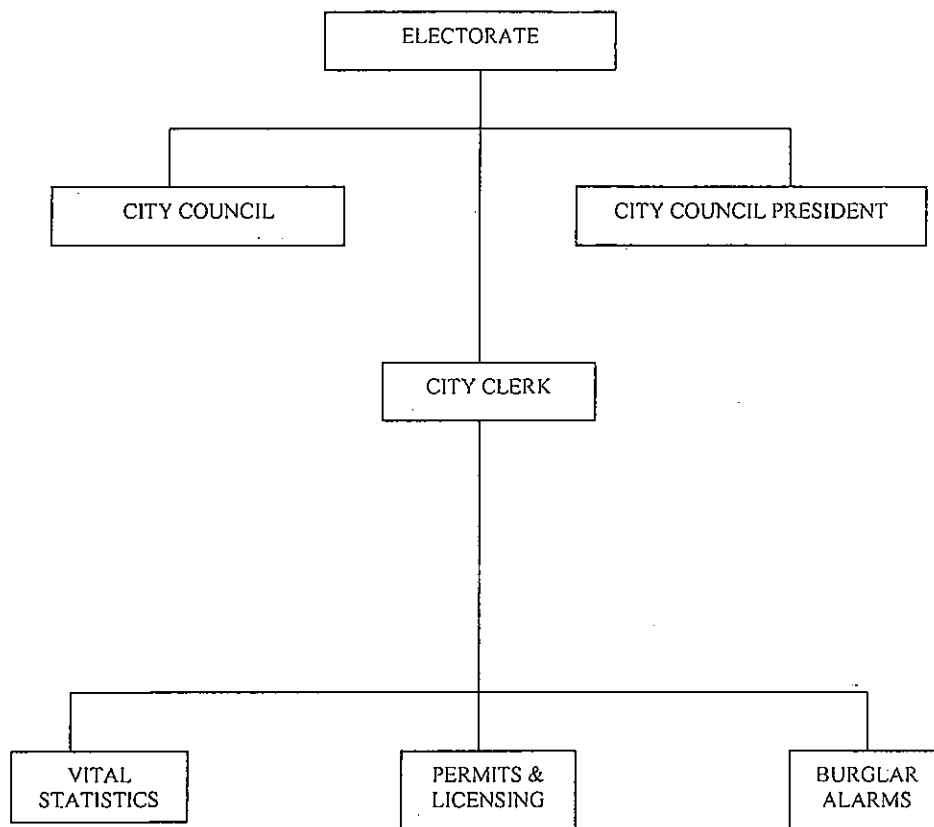 ELECTORATE
CITY COUNCIL
CITY COUNCIL PRESIDENT
CITY CLERK
VITAL
STATISTICS
PERMITS &
LICENSING
BURGLAR
ALARMS